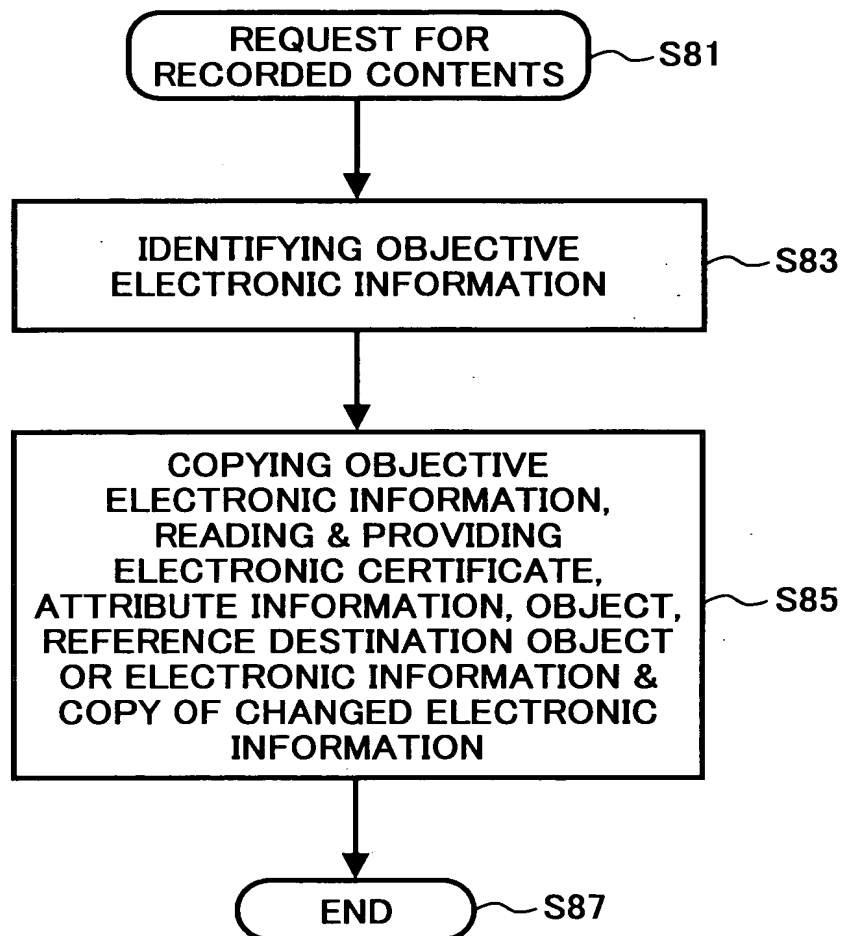 REQUEST FOR
RECORDED CONTENTS
S81
IDENTIFYING OBJECTIVE
ELECTRONIC INFORMATION
S83
COPYING OBJECTIVE
ELECTRONIC INFORMATION,
READING & PROVIDING
ELECTRONIC CERTIFICATE,
ATTRIBUTE INFORMATION, OBJECT,
REFERENCE DESTINATION OBJECT
OR ELECTRONIC INFORMATION &
COPY OF CHANGED ELECTRONIC
INFORMATION
S85
END
S87